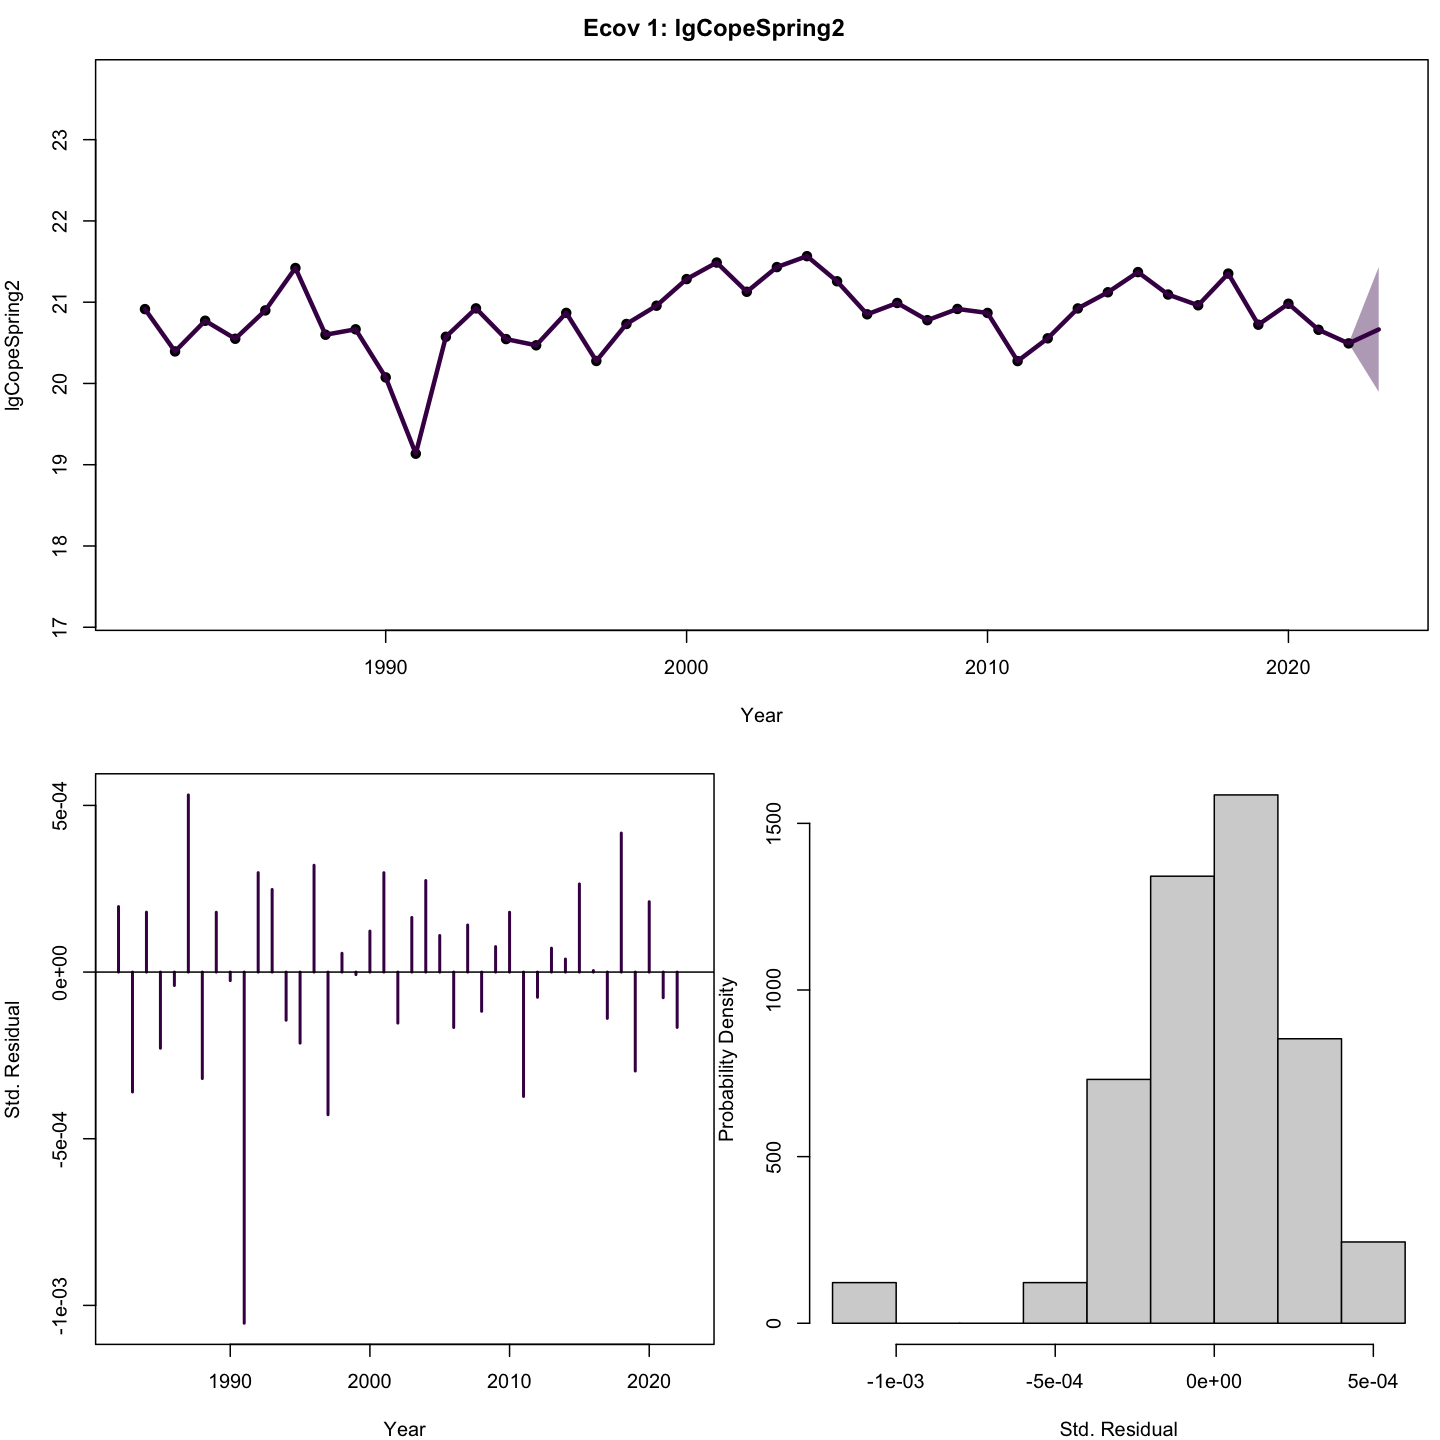 Ecov 1: lgCopeSpring2
lgCopeSpring2
23
22
21
20
19
18
17
1990 2000 2010 2020
Year
Std. Residual
5e-04
0e+00
-5e-04
-1e-03
1990 2000 2010 2020
Year
Probability Density
1500
1000
500
0
-1e-03 -5e-04 0e+00 5e-04
Std. Residual